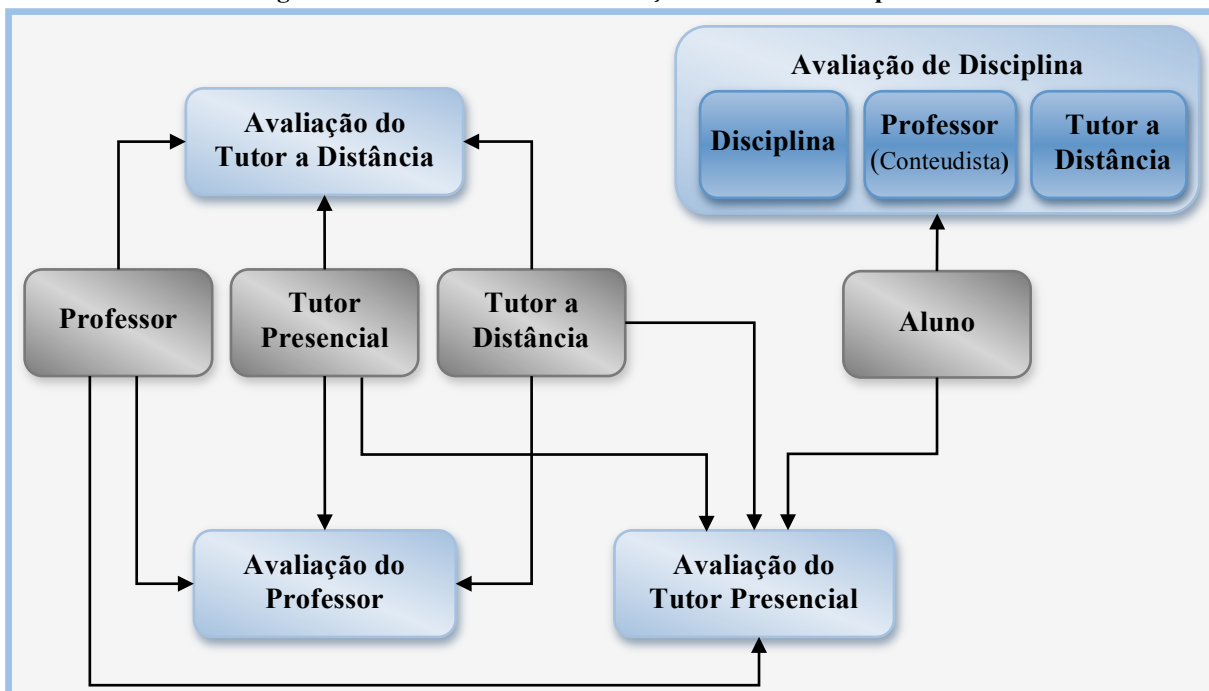 Avaliação de Disciplina
Disciplina
Professor
(Conteudista)
Tutor a
Distância
Avaliação do
Tutor a Distância
Professor
Tutor
Presencial
Tutor a
Distância
Aluno
Avaliação do
Professor
Avaliação do
Tutor Presencial